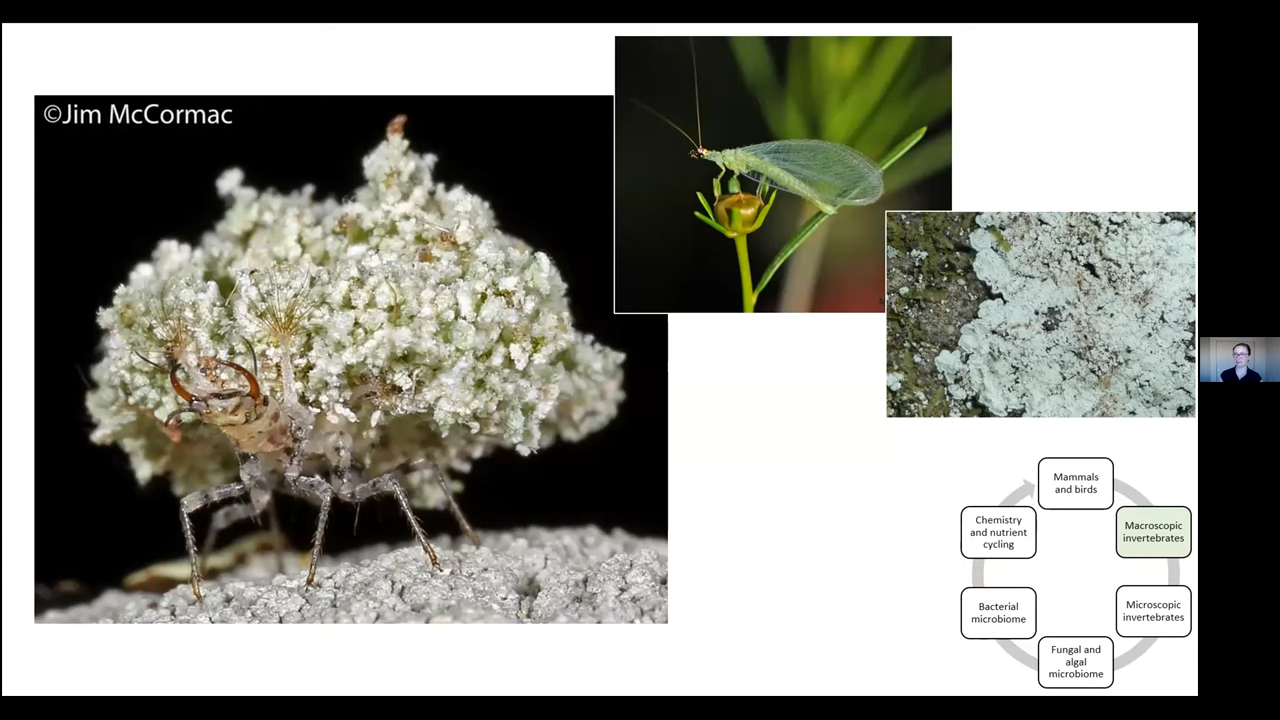 ©Jim McCormac
Mammals
and birds
Macroscopic
invertebrates
Microscopic
invertebrates
Fungal and
algal
microbiome
Bacterial
microbiome
Chemistry
and nutrient
cycling